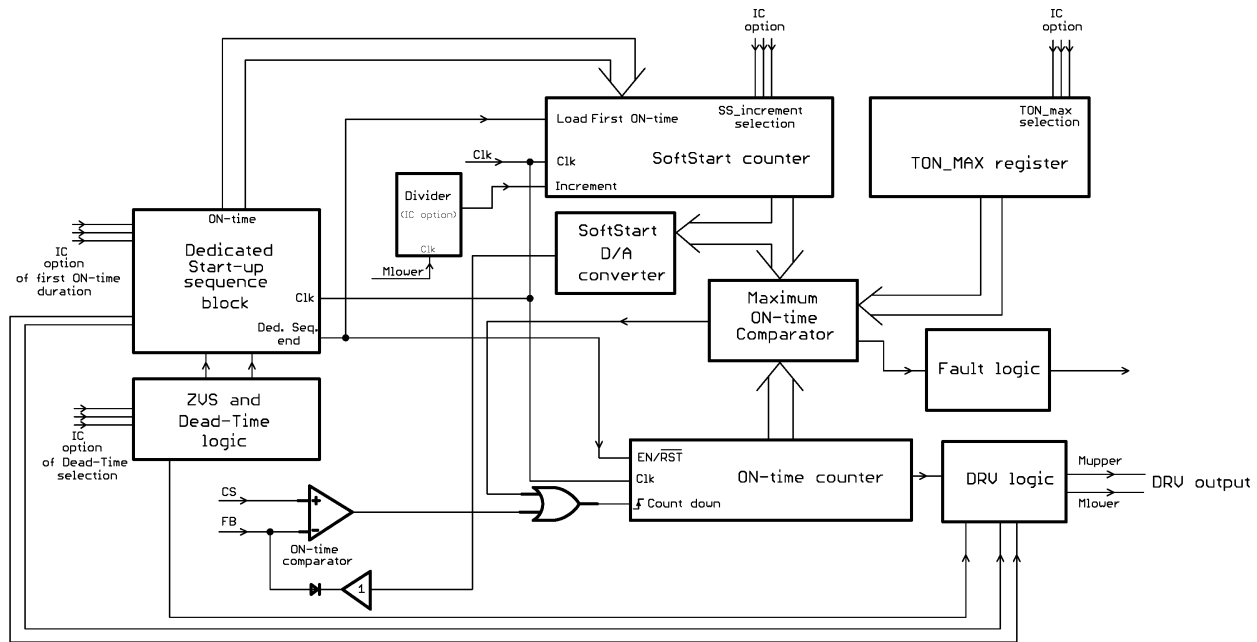 IC
option
IC
option
SS_increment
selection
Load First ON-time
Clk
Clk
SoftStart counter
Increment
TON_max
selection
TON_MAX register
Divider
(IC option)
Clk
Mlower
ON-time
Dedicated
Start-up
sequence
block
Clk
Ded. Seq.
end
IC
option
of first ON-time
duration
SoftStart
D/A
converter
Maximum
ON-time
Comparator
Fault logic
ZVS and
Dead-Time
logic
IC
option
of Dead-Time
selection
EN/RST
Clk
Count down
ON-time counter
DRV logic
Mupper
Mlower
DRV output
CS
FB
+
-
ON-time
comparator
1